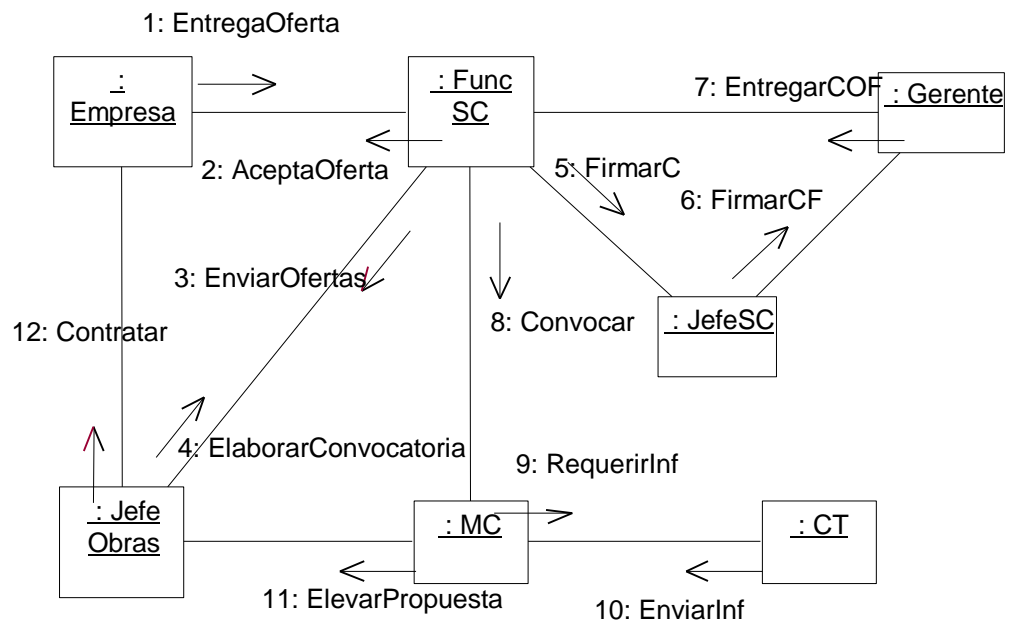 1: EntregaOferta
:
Empresa
: Func
SC
7: EntregarCOF
: Gerente
2: AceptaOferta
5: FirmarC
6: FirmarCF
3: EnviarOfertas
8: Convocar
: JefeSC
12: Contratar
4: ElaborarConvocatoria
9: RequerirInf
: Jefe
Obras
: MC
: CT
11: ElevarPropuesta
10: EnviarInf